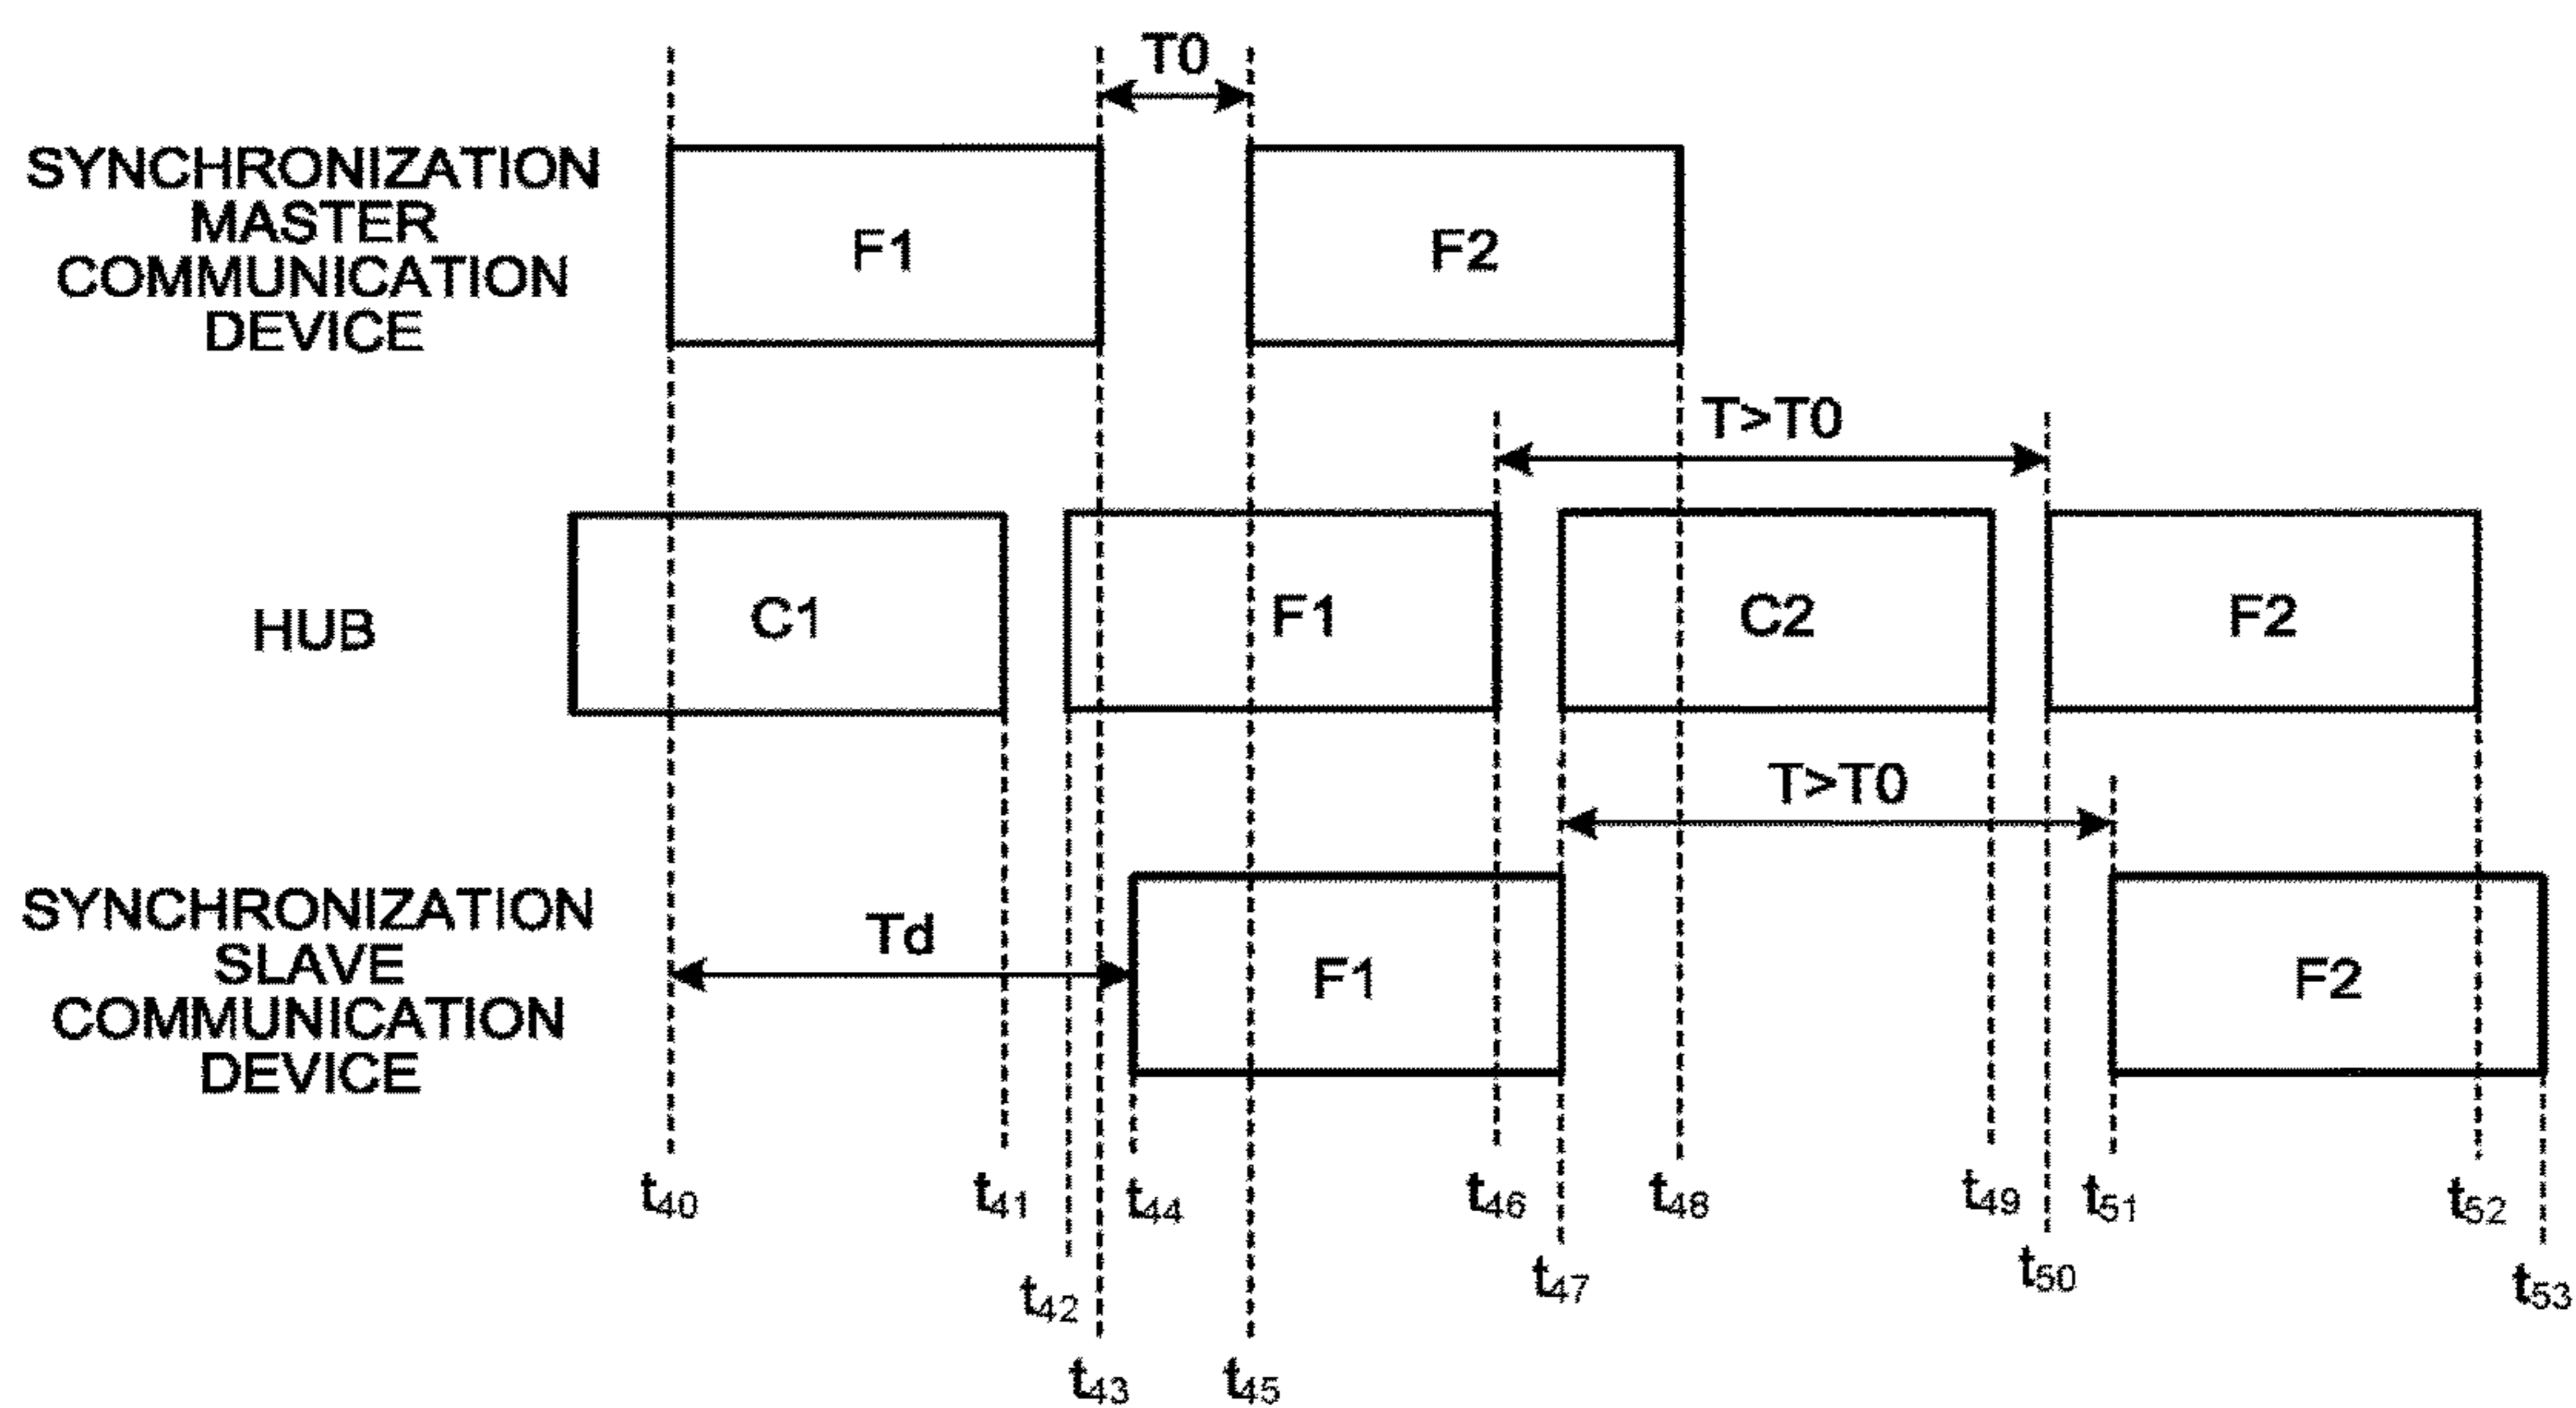 T0
SYNCHRONIZATION
MASTER
COMMUNICATION
DEVICE
F1
F2
T>T0
HUB
C1
F1
C2
F2
T>T0
SYNCHRONIZATION
SLAVE
COMMUNICATION
DEVICE
Td
F1
F2
t40
t41
t44
t46
t48
t49
t51
t52
t42
t47
t50
t53
t43
t45